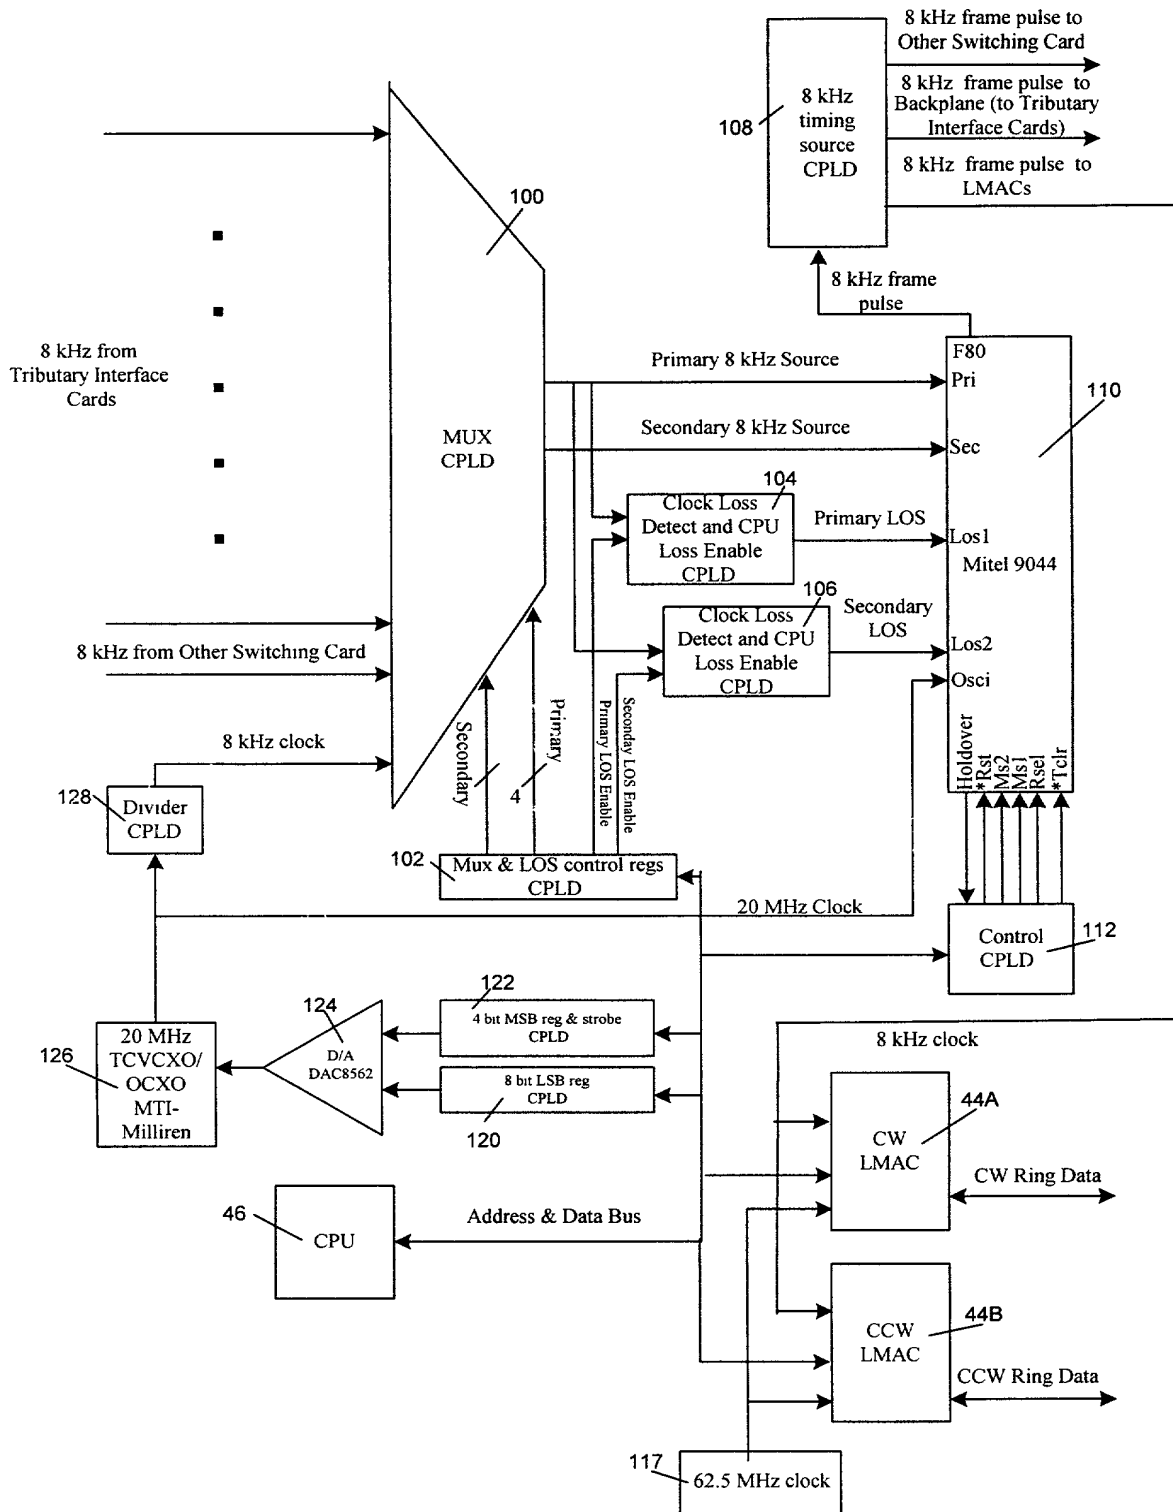 8 kHz frame pulse to
Other Switching Card
8 kHz frame pulse to
Backplane (to Tributary
Interface Cards)
8 kHz frame pulse to
LMACs
108
8 kHz
timing
source
CPLD
100
8 kHz frame
pulse
8 kHz from
Tributary Interface
Cards
MUX
CPLD
Primary 8 kHz Source
Secondary 8 kHz Source
F80
Pri
110
Sec
104
Clock Loss
Detect and CPU
Loss Enable
CPLD
Primary LOS
Los1
Mitel 9044
106
Clock Loss
Detect and CPU
Loss Enable
CPLD
Secondary
LOS
Los2
Osci
8 kHz from Other Switching Card
8 kHz clock
Secondary
Primary
4
Primary LOS Enable
Seconday LOS Enable
Holdover
*Rst
Ms2
Ms1
Rsel
*Tclr
128
Divider
CPLD
102
Mux & LOS control regs
CPLD
20 MHz Clock
Control
CPLD
112
122
4 bit MSB reg & strobe
CPLD
124
D/A
DAC8562
8 bit LSB reg
CPLD
120
126
20 MHz
TCVCXO/
OCXO
MTI-
Milliren
8 kHz clock
44A
CW
LMAC
CW Ring Data
46
CPU
Address & Data Bus
44B
CCW
LMAC
CCW Ring Data
117
62.5 MHz clock